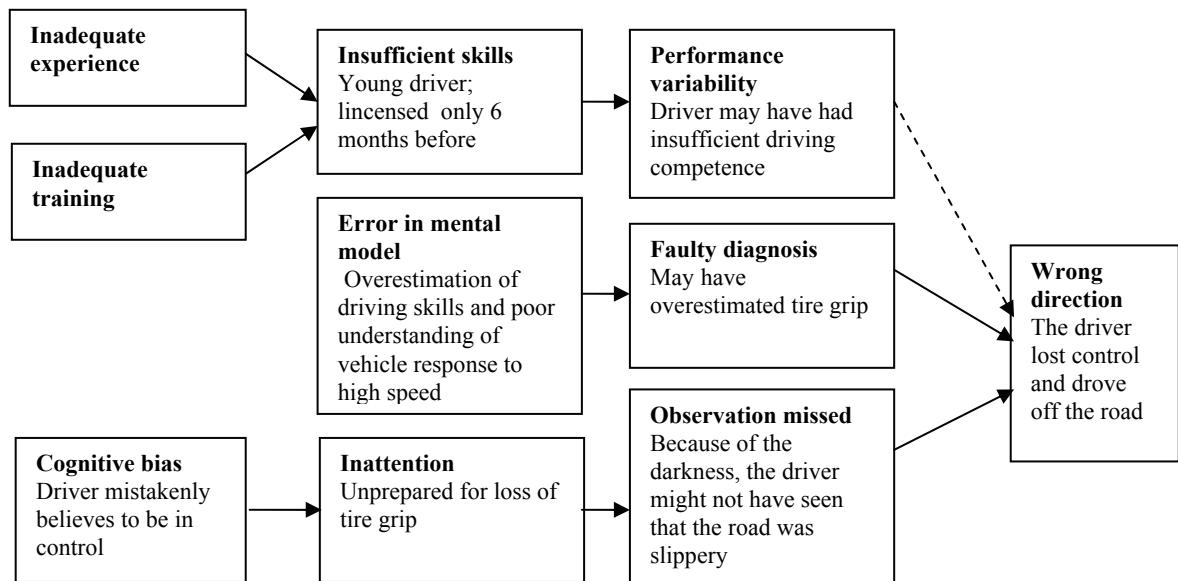 Inadequate
experience
Inadequate
training
Insufficient skills
Young driver;
lincensed only 6
months before
Performance
variability
Driver may have had
insufficient driving
competence
Error in mental
model
Overestimation of
driving skills and poor
understanding of
vehicle response to
high speed
Faulty diagnosis
May have
overestimated tire grip
Cognitive bias
Driver mistakenly
believes to be in
control
Inattention
Unprepared for loss of
tire grip
Observation missed
Because of the
darkness, the driver
might not have seen
that the road was
slippery
Wrong
direction
The driver
lost control
and drove
off the road